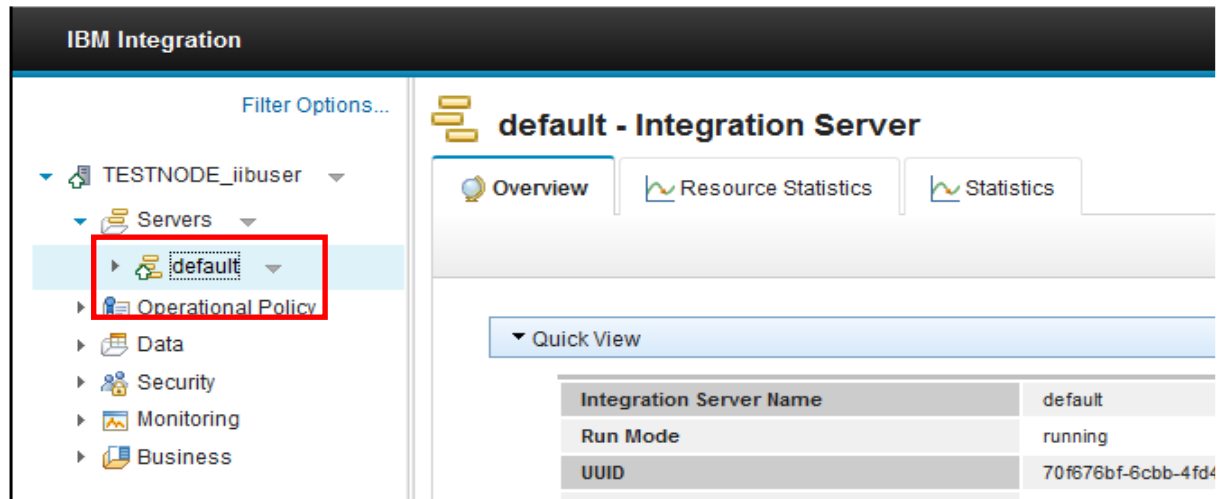 IBM Integration
Filter Options...
TESTNODE_iibuser
Servers
default
Operational Policy
Data
Security
Monitoring
Business
default - Integration Server
Overview
Resource Statistics
Statistics
Quick View
Integration Server Name default
Run Mode running
UUID 70f676bf-6cbb-4fd4